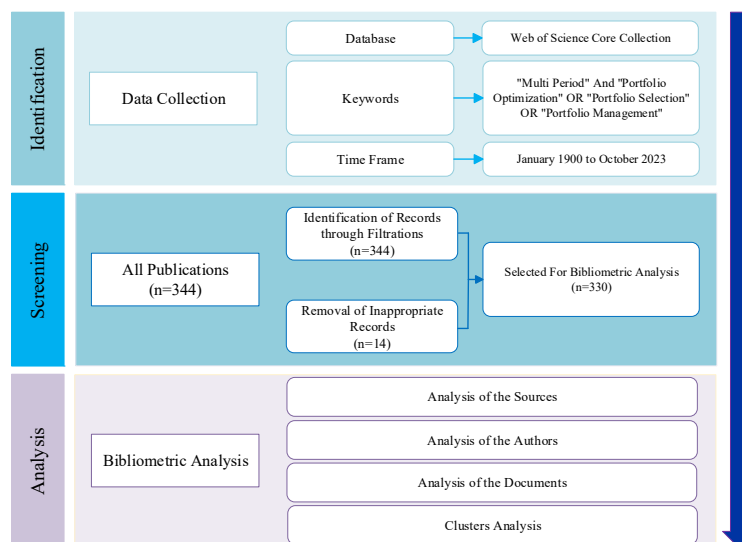 Identification
Data Collection
Database
Web of Science Core Collection
Keywords
"Multi Period" And "Portfolio
Optimization" OR "Portfolio Selection"
OR "Portfolio Management"
Time Frame
January 1900 to October 2023
Screening
All Publications
(n=344)
Identification of Records
through Filtrations
(n=344)
Removal of Inappropriate
Records
(n=14)
Selected For Bibliometric Analysis
(n=330)
Analysis
Bibliometric Analysis
Analysis of the Sources
Analysis of the Authors
Analysis of the Documents
Clusters Analysis